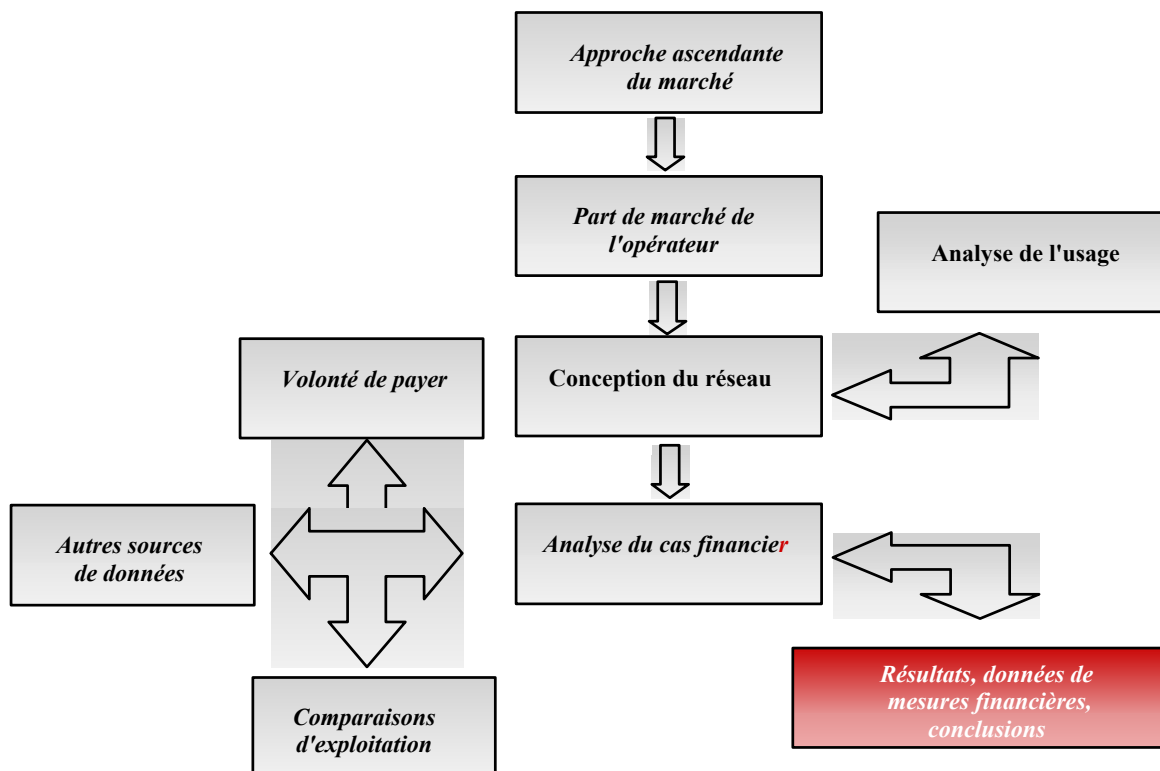 Approche ascendante
du marché
Part de marché de
l'opérateur
Analyse de l'usage
Volonté de payer
Conception du réseau
Autres sources
de données
Analyse du cas financier
Comparaisons
d'exploitation
Résultats, données de
mesures financières,
conclusions